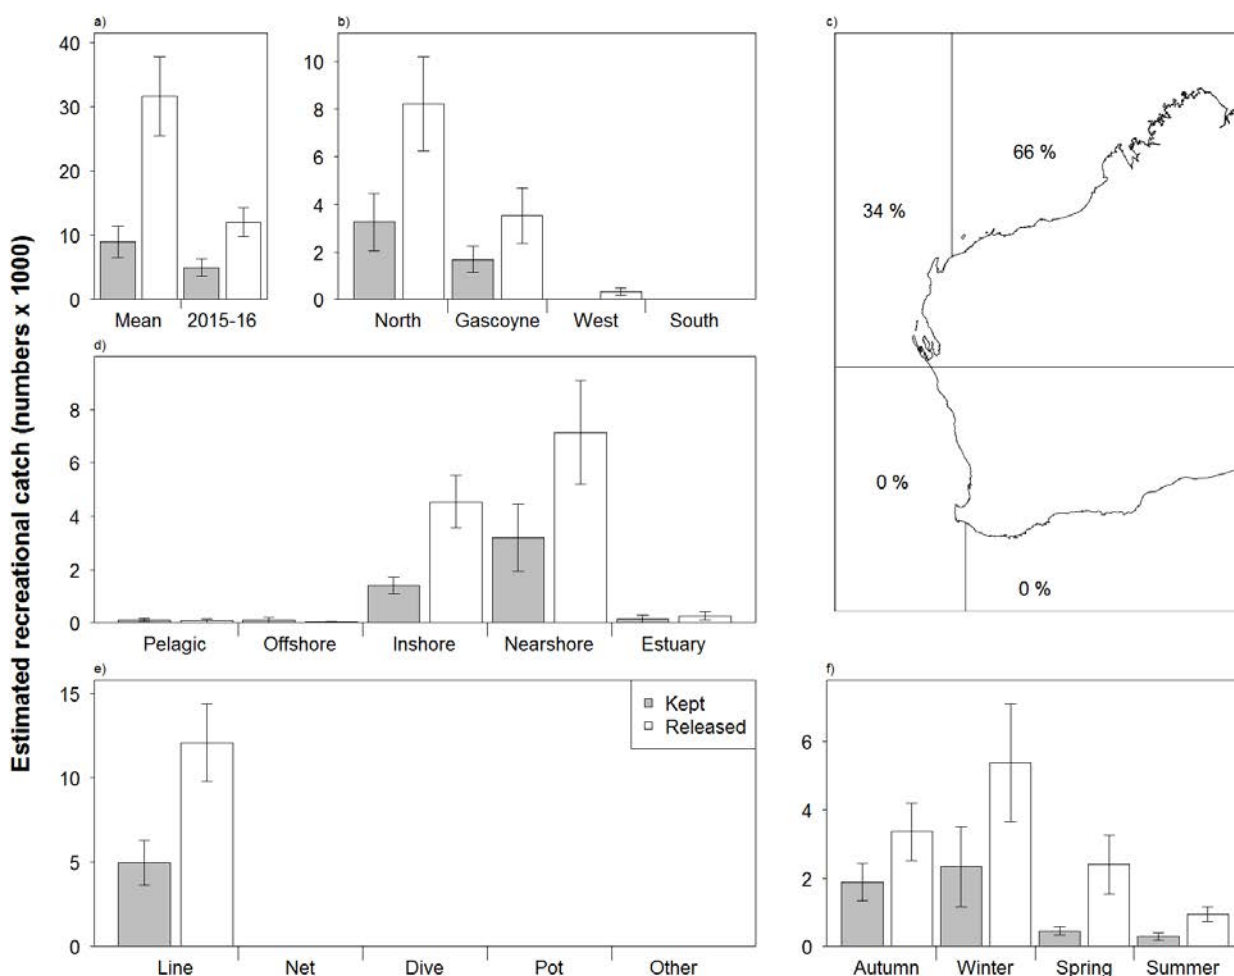 Estimated recreational catch (numbers x 1000)
a)
40
30
20
10
0
Mean 2015-16
b)
10
8
6
4
2
0
North Gascoyne West South
c)
66 %
34 %
0 %
0 %
d)
8
6
4
2
0
Pelagic Offshore Inshore Nearshore Estuary
e)
15
10
5
0
Kept
Released
Line Net Dive Pot Other
f)
6
4
2
0
Autumn Winter Spring Summer